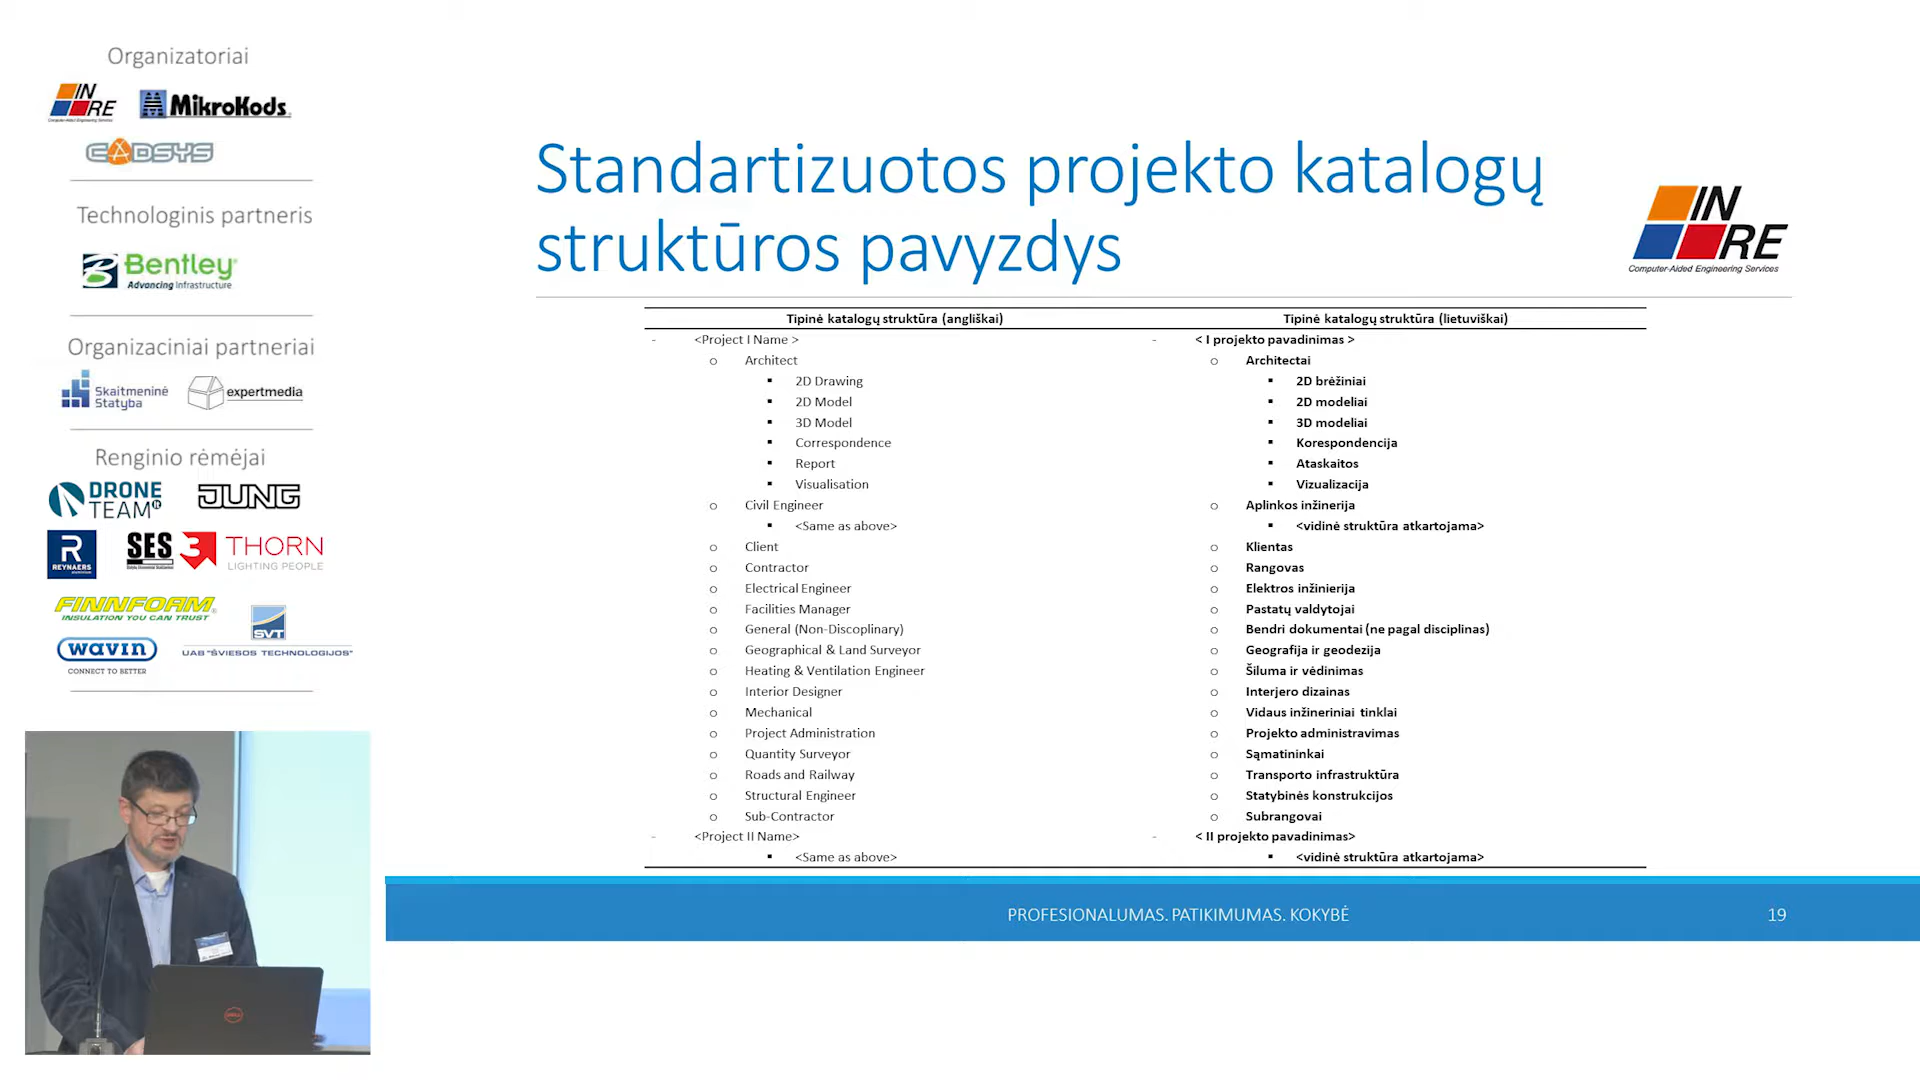 Organizatoriai
IN RE
MikroKods
CADSYS
Technologinis partneris
Bentley
Advancing Infrastructure
Organizaciniai partneriai
Skaitmeninė
Statyba
expertmedia
Renginio rėmėjai
DRONE
TEAM
JUNG
R
REYNAERS
SES
THORN
LIGHTING PEOPLE
FINNFOAM
INSULATION YOU CAN TRUST
SVT
UAB "ŠVIESOS TECHNOLOGIJOS"
wavin
CONNECT TO BETTER
Standartizuotos projekto katalogų
struktūros pavyzdys
IN
RE
Computer-Aided Engineering Services
Tipinė katalogų struktūra (angliškai) Tipinė katalogų struktūra (lietuviškai)
- <Project I Name > - < I projekto pavadinimas >
o Architect o Architectai
▪ 2D Drawing ▪ 2D brėžiniai
▪ 2D Model ▪ 2D modeliai
▪ 3D Model ▪ 3D modeliai
▪ Correspondence ▪ Korespondencija
▪ Report ▪ Ataskaitos
▪ Visualisation ▪ Vizualizacija
o Civil Engineer o Aplinkos inžinerija
▪ <Same as above> ▪ <vidinė struktūra atkartojama>
o Client o Klientas
o Contractor o Rangovas
o Electrical Engineer o Elektros inžinierija
o Facilities Manager o Pastatų valdytojai
o General (Non-Discoplinary) o Bendri dokumentai (ne pagal disciplinas)
o Geographical & Land Surveyor o Geografija ir geodezija
o Heating & Ventilation Engineer o Šiluma ir vėdinimas
o Interior Designer o Interjero dizainas
o Mechanical o Vidaus inžineriniai tinklai
o Project Administration o Projekto administravimas
o Quantity Surveyor o Sąmatininkai
o Roads and Railway o Transporto infrastruktūra
o Structural Engineer o Statybinės konstrukcijos
o Sub-Contractor o Subrangovai
- <Project II Name> - < II projekto pavadinimas>
▪ <Same as above> ▪ <vidinė struktūra atkartojama>
PROFESIONALUMAS. PATIKIMUMAS. KOKYBĖ 19